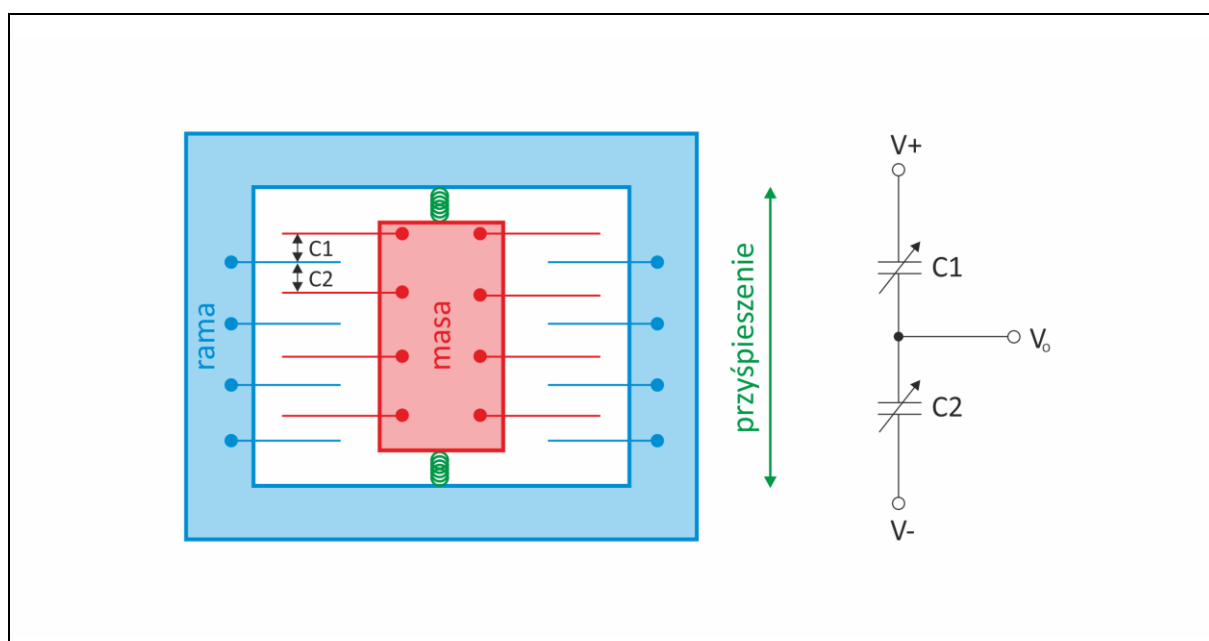 C1
C2
rama
masa
przyśpieszenie
V+
C1
Vo
C2
V-